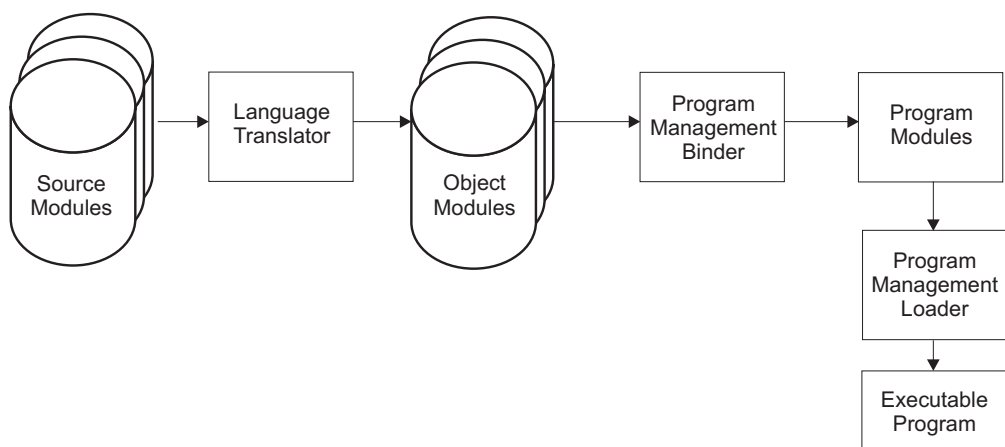 Source
Modules
Language
Translator
Object
Modules
Program
Management
Binder
Program
Modules
Program
Management
Loader
Executable
Program